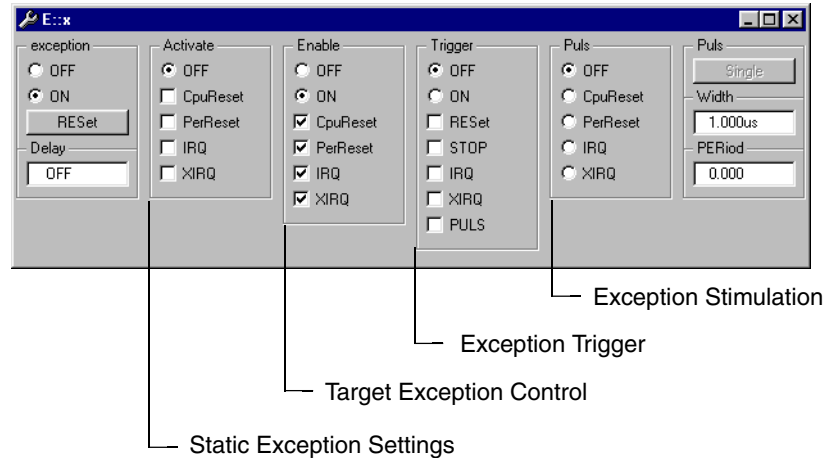 E::x
exception
OFF
ON
RESet
Delay
OFF
Activate
OFF
CpuReset
PerReset
IRQ
XIRQ
Enable
OFF
ON
CpuReset
PerReset
IRQ
XIRQ
Trigger
OFF
ON
RESet
STOP
IRQ
XIRQ
PULS
Puls
OFF
CpuReset
PerReset
IRQ
XIRQ
Puls
Single
Width
1.000us
PERiod
0.000
Exception Stimulation
Exception Trigger
Target Exception Control
Static Exception Settings